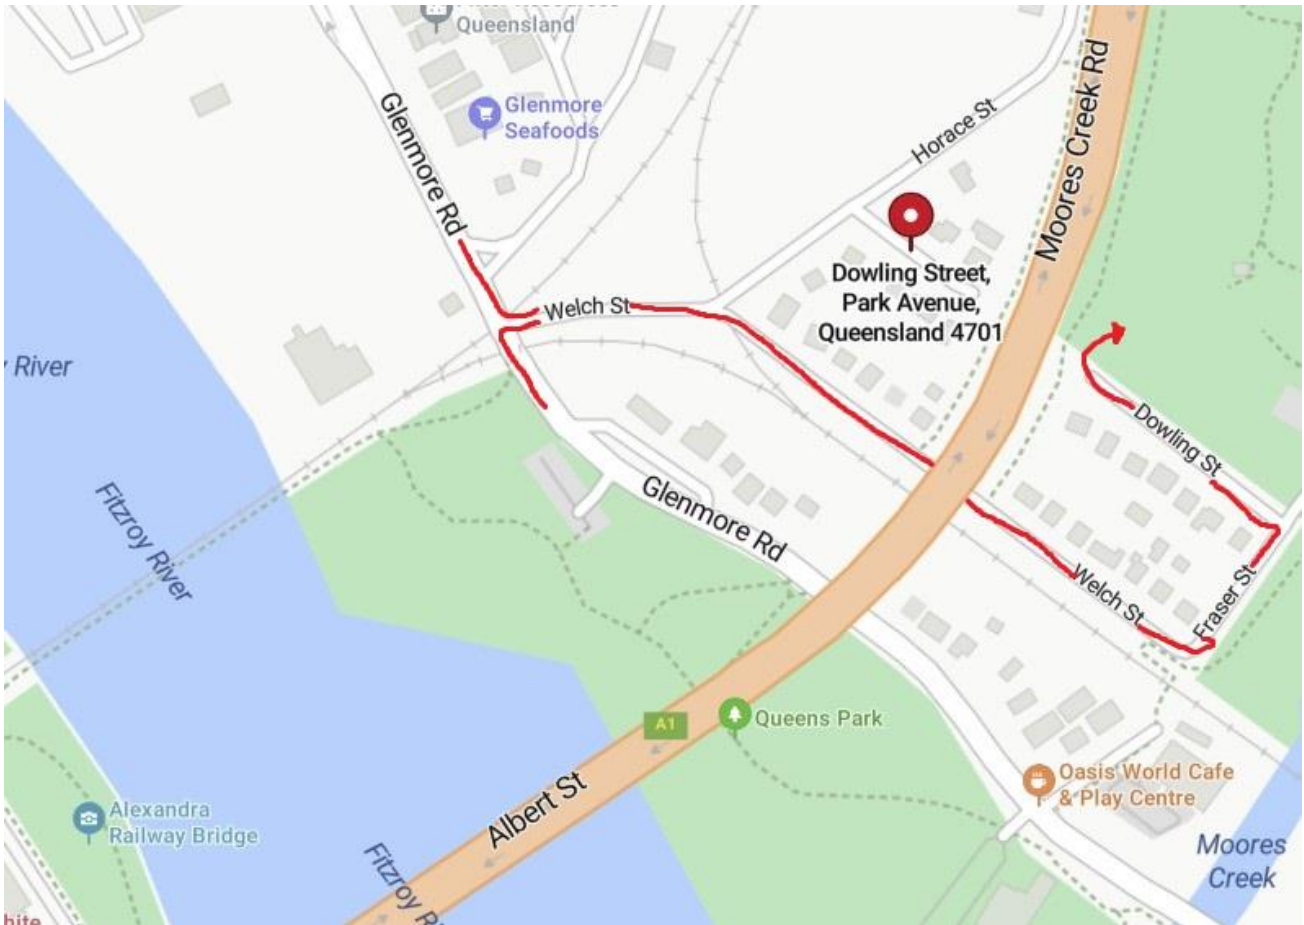 Queensland
Glenmore
Seafoods
Glenmore Rd
Horace St
Moores Creek Rd
Dowling Street,
Park Avenue,
Queensland 4701
Welch St
River
Dowling St
Glenmore Rd
Fitzroy River
Welch St
Fraser St
A1
Queens Park
Albert St
Oasis World Cafe
& Play Centre
Alexandra
Railway Bridge
Moores
Creek
Fitzroy